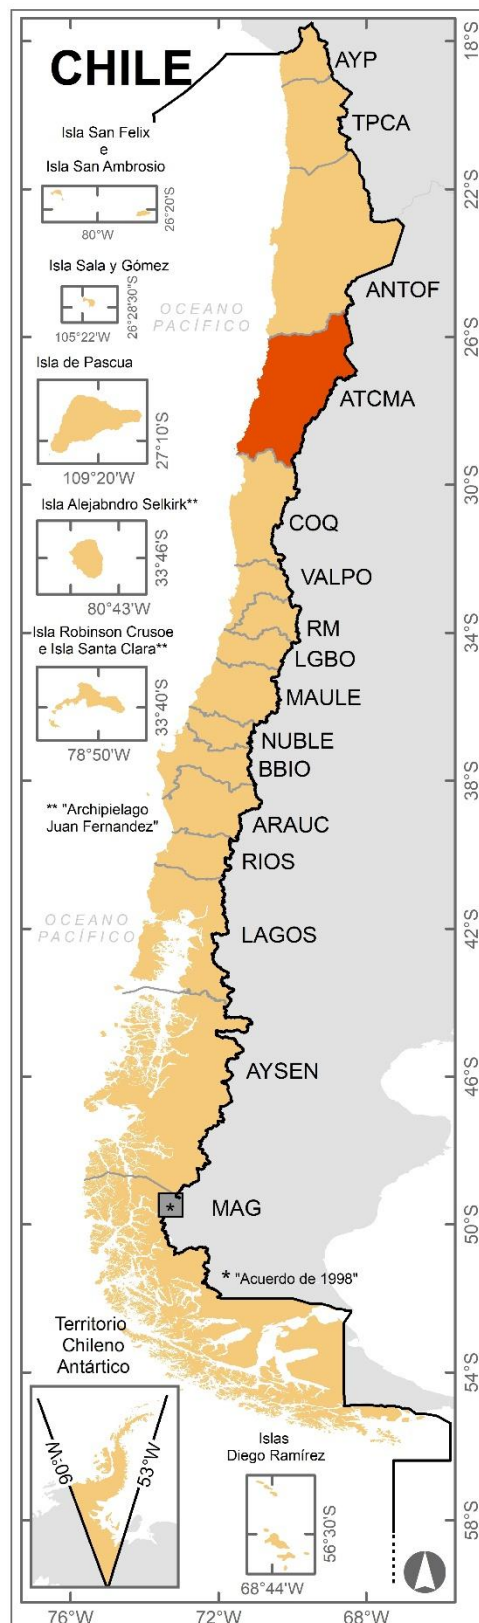 CHILE
18°S
AYP
TPCA
Isla San Felix
e
Isla San Ambrosio
26°20'S
80°W
22°S
Isla Sala y Gómez
26°28'30"S
105°22'W
OCEANO
PACÍFICO
ANTOF
26°S
Isla de Pascua
27°10'S
109°20'W
ATCMA
30°S
Isla Alejabndro Selkirk**
33°46'S
80°43'W
COQ
VALPO
34°S
Isla Robinson Crusoe
e Isla Santa Clara**
33°40'S
78°50'W
RM
LGBO
MAULE
NUBLE
BBIO
38°S
** "Archipielago
Juan Fernandez"
ARAUC
RIOS
OCEANO
PACÍFICO
LAGOS
42°S
AYSEN
46°S
MAG
*
50°S
* "Acuerdo de 1998"
Territorio
Chileno
Antártico
54°S
90°W
53°W
Islas
Diego Ramírez
56°30'S
68°44'W
58°S
76°W
72°W
68°W